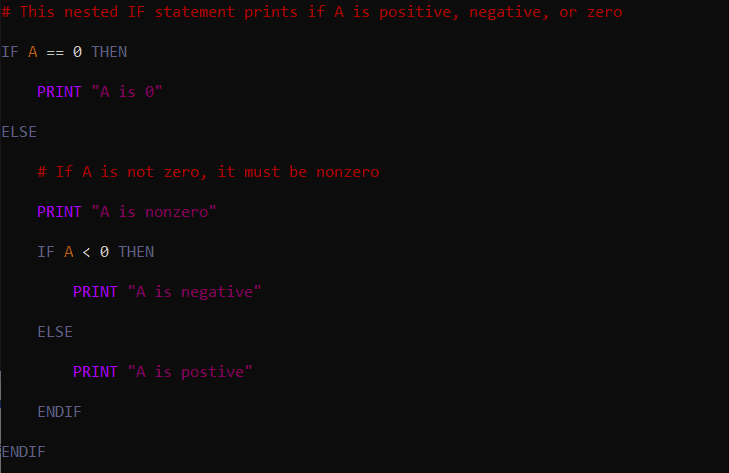 # This nested IF statement prints if A is positive, negative, or zero
IF A == 0 THEN
    PRINT "A is 0"
ELSE
    # If A is not zero, it must be nonzero
    PRINT "A is nonzero"
    IF A < 0 THEN
        PRINT "A is negative"
    ELSE
        PRINT "A is postive"
    ENDIF
ENDIF